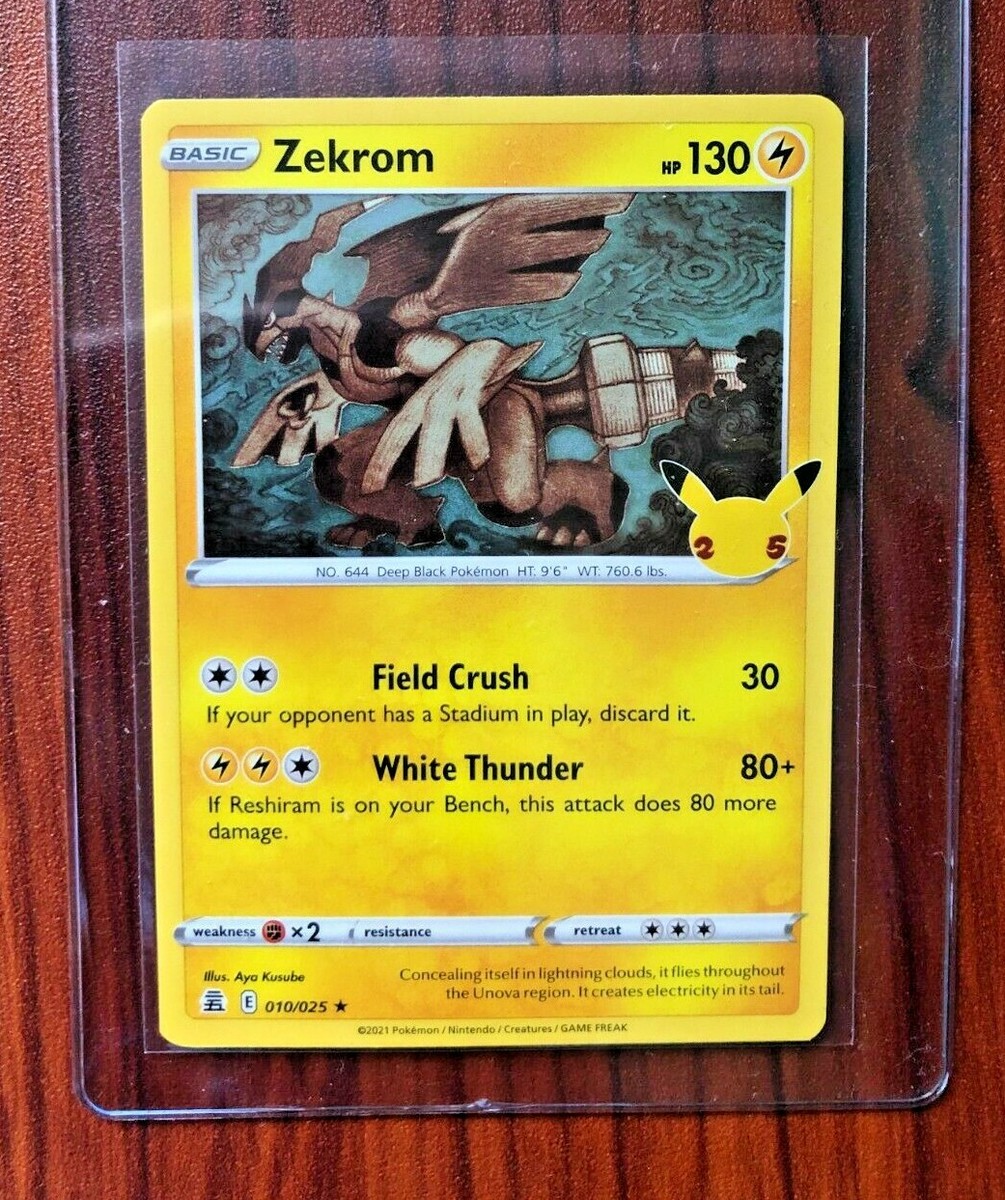 BASIC Zekrom HP 130
2 5
NO. 644 Deep Black Pokémon HT: 9'6" WT: 760.6 lbs.
Field Crush 30
If your opponent has a Stadium in play, discard it.
White Thunder 80+
If Reshiram is on your Bench, this attack does 80 more
damage.
weakness ×2 resistance retreat
Illus. Aya Kusube
Concealing itself in lightning clouds, it flies throughout
the Unova region. It creates electricity in its tail.
E 010/025 ★
©2021 Pokémon / Nintendo / Creatures / GAME FREAK